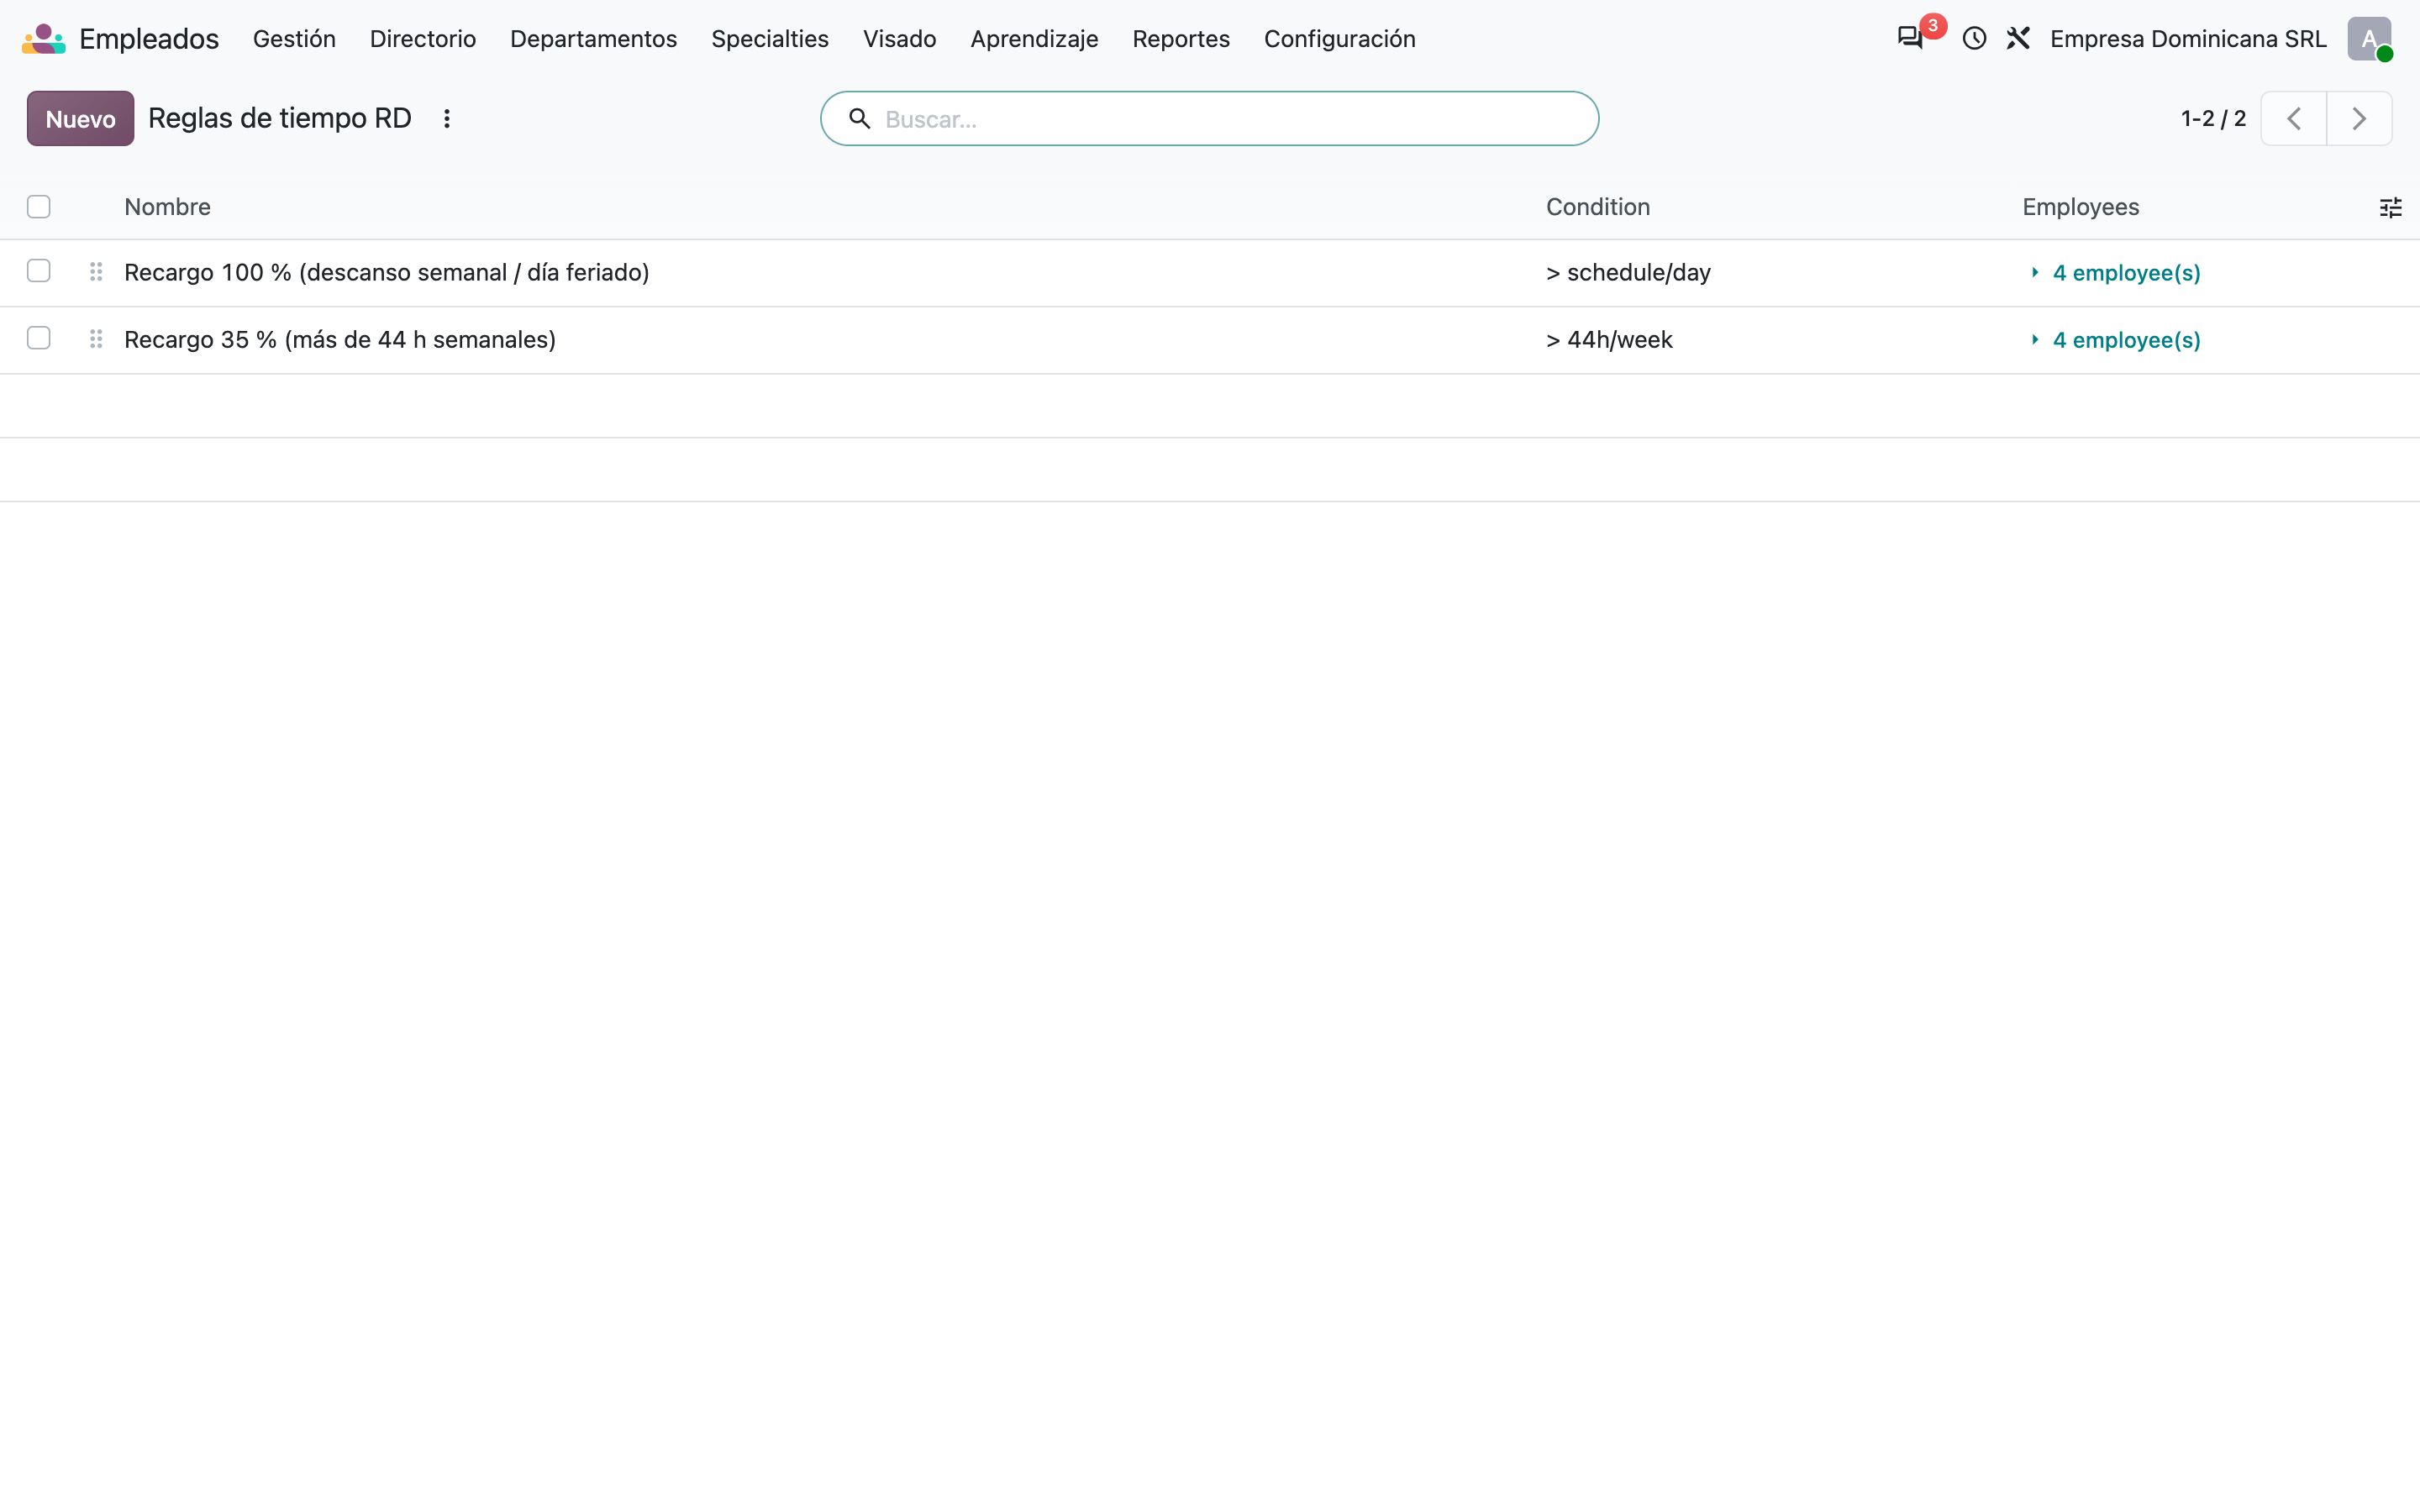 Empleados Gestión Directorio Departamentos Specialties Visado Aprendizaje Reportes Configuración 3 Empresa Dominicana SRL A
Nuevo Reglas de tiempo RD Buscar... 1-2 / 2
Nombre Condition Employees
Recargo 100 % (descanso semanal / día feriado) > schedule/day 4 employee(s)
Recargo 35 % (más de 44 h semanales) > 44h/week 4 employee(s)